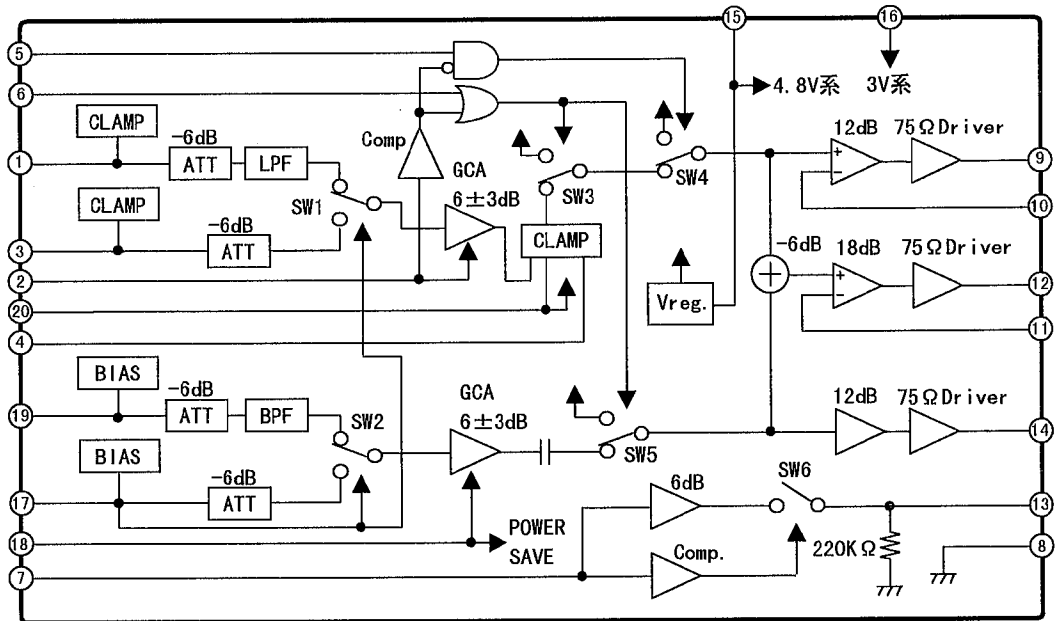 15
16
5
6
4.8V系
3V系
CLAMP
-6dB
Comp
12dB
75ΩDriver
1
ATT
LPF
GCA
9
SW1
6±3dB
SW3
SW4
10
CLAMP
-6dB
3
ATT
CLAMP
-6dB
18dB
75ΩDriver
2
12
20
Vreg.
4
11
BIAS
-6dB
GCA
19
ATT
BPF
SW2
6±3dB
12dB
75ΩDriver
14
BIAS
SW5
-6dB
6dB
SW6
17
ATT
13
18
POWER
SAVE
Comp.
220KΩ
8
7